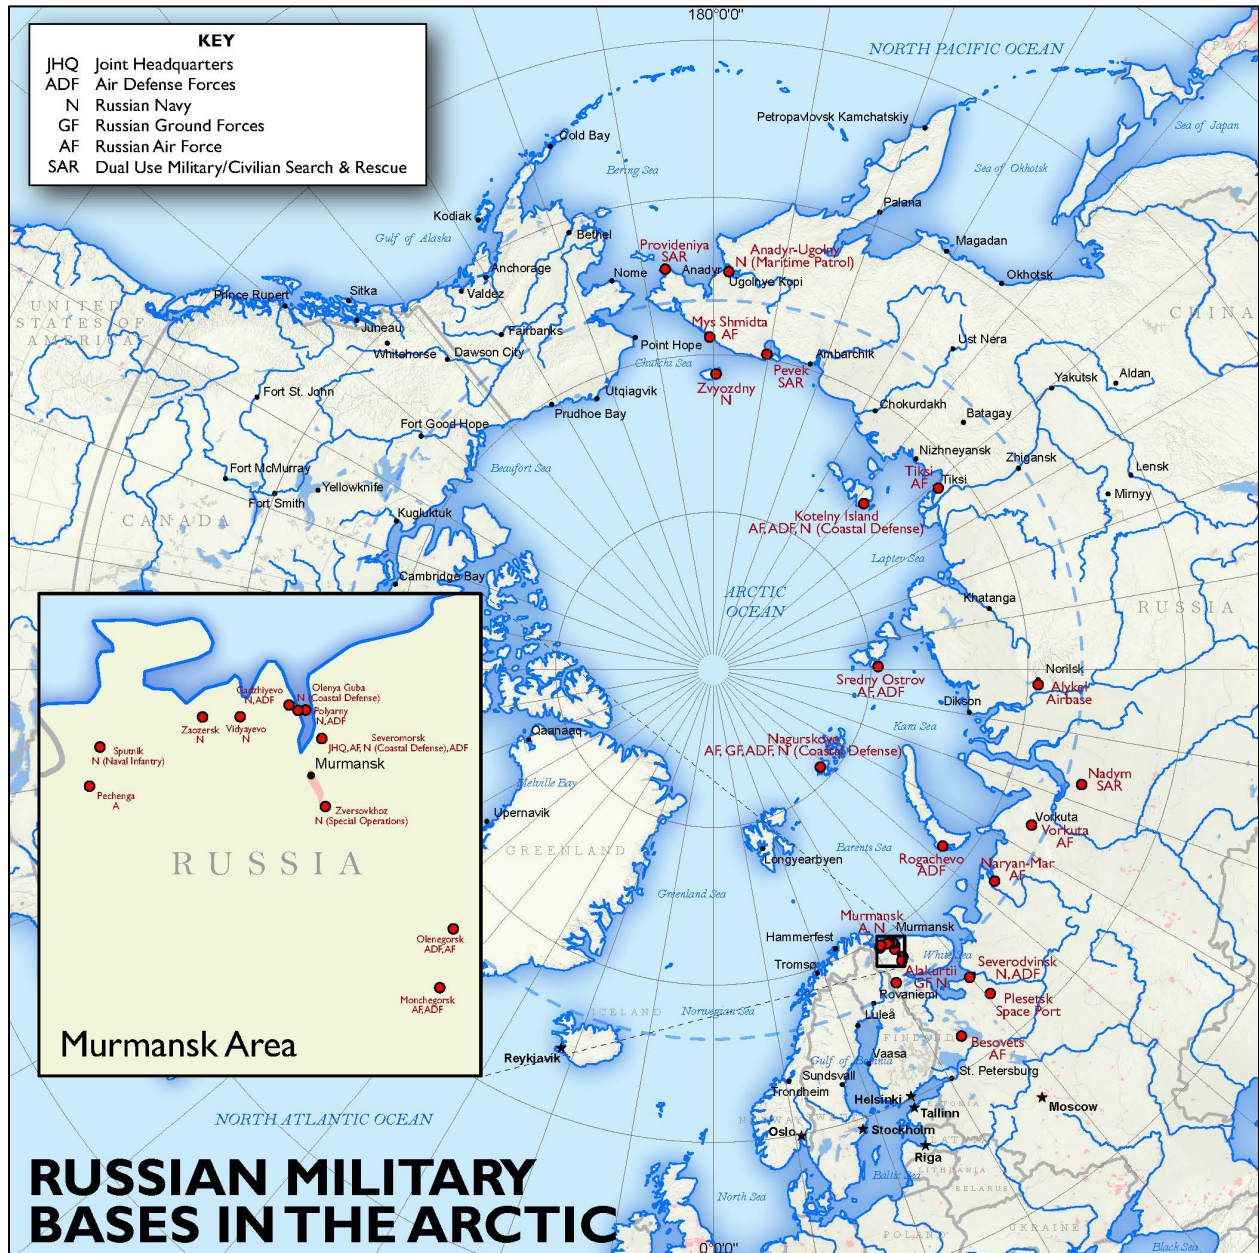 180°0'0"
KEY
JHQ Joint Headquarters
ADF Air Defense Forces
N Russian Navy
GF Russian Ground Forces
AF Russian Air Force
SAR Dual Use Military/Civilian Search & Rescue
NORTH PACIFIC OCEAN
JAPAN
Sea of Japan
Petropavlovsk Kamchatskiy
Cold Bay
Bering Sea
Sea of Okhotsk
Kodiak
Gulf of Alaska
Bethel
Palana
Magadan
Okhotsk
Provideniya
SAR
Anadyr-Ugolny
N (Maritime Patrol)
Anadyr
Ugolnye Kopi
Nome
Anchorage
Valdez
Sitka
Prince Rupert
Juneau
Whitehorse
Dawson City
Fairbanks
UNITED
STATES OF
AMERICA
CHINA
Mys Shmidta
AF
Point Hope
Chukchi Sea
Pevek
SAR
Ambarchik
Zvyozdny
N
Ust Nera
Yakutsk
Aldan
Fort St. John
Utqiagvik
Prudhoe Bay
Chokurdakh
Batagay
Fort Good Hope
Nizhneyansk
Zhigansk
Lensk
Mirnyy
Tiksi
AF
Tiksi
Beaufort Sea
Fort McMurray
Fort Smith
Yellowknife
CANADA
Kugluktuk
Kotelny Island
AF, ADF, N (Coastal Defense)
Laptev Sea
Cambridge Bay
ARCTIC
OCEAN
Khatanga
RUSSIA
Sredny Ostrov
AF, ADF
Norilsk
Alykel
Airbase
Dikson
Kara Sea
Nagurskoye
AF, GF, ADF, N (Coastal Defense)
Nadym
SAR
Vorkuta
Vorkuta
AF
Qaanaaq
Melville Bay
Upernavik
GREENLAND
Longyearbyen
Barents Sea
Rogachevo
ADF
Naryan-Mar
AF
Greenland Sea
Murmansk
A, N
Murmansk
Hammerfest
Tromsø
White Sea
Alakurtii
GF, N
Severodvinsk
N, ADF
Plesetsk
Space Port
Rovaniemi
ICELAND
Norwegian Sea
Luleå
FINLAND
Besovets
AF
Reykjavik
Gulf of Bothnia
Vaasa
Sundsvall
Trondheim
St. Petersburg
Helsinki
Tallinn
ESTONIA
Moscow
NORWAY
SWEDEN
Oslo
Stockholm
Riga
LATVIA
LITHUANIA
BELARUS
Baltic Sea
North Sea
POLAND
UKRAINE
Black Sea
0°0'0"
NORTH ATLANTIC OCEAN
Gadzhiyevo
N, ADF
Olenya Guba
N (Coastal Defense)
Polyarny
N, ADF
Zaozersk
N
Vidyayevo
N
Severomorsk
JHQ, AF, N (Coastal Defense), ADF
Sputnik
N (Naval Infantry)
Murmansk
Pechenga
A
Zversovkhoz
N (Special Operations)
RUSSIA
Olenegorsk
ADF, AF
Monchegorsk
AF, ADF
Murmansk Area
RUSSIAN MILITARY
BASES IN THE ARCTIC